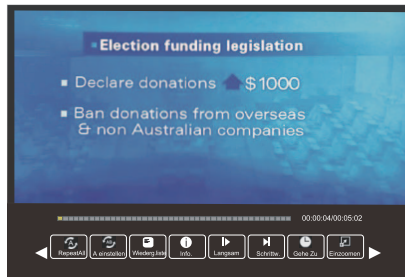 Election funding legislation
Declare donations $1000
Ban donations from overseas
& non Australian companies
00:00:04/00:05:02
RepeatAll A einstellen Wiederg.liste Info. Langsam Schrittw. Gehe Zu Einzoomen